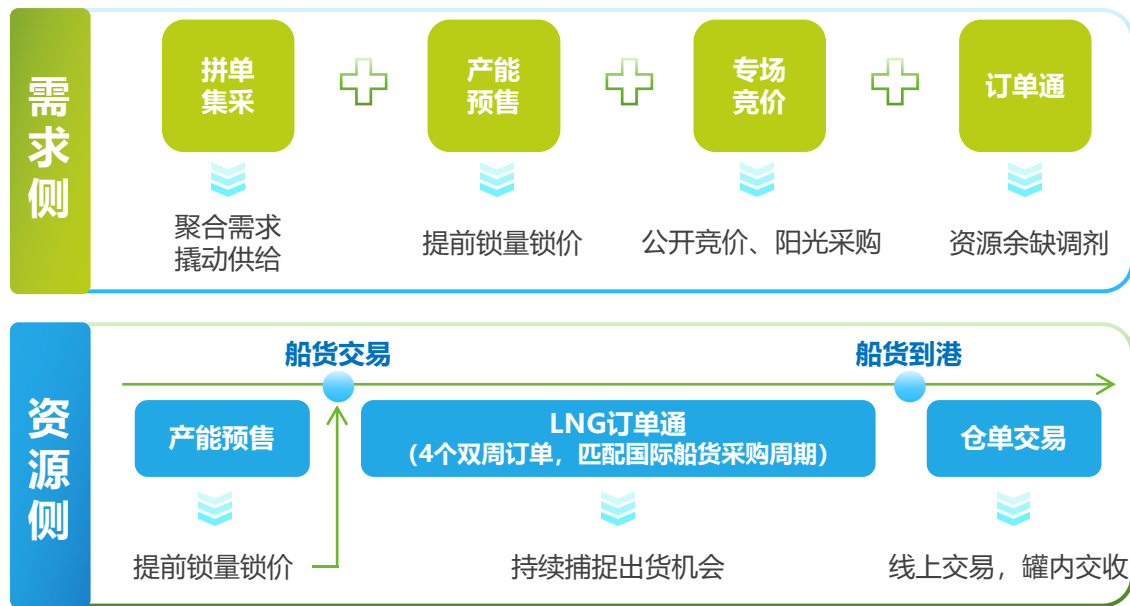 需求侧
拼单
集采
产能
预售
专场
竞价
订单通
聚合需求
撬动供给
提前锁量锁价
公开竞价、阳光采购
资源余缺调剂
资源侧
船货交易
船货到港
产能预售
LNG订单通
(4个双周订单，匹配国际船货采购周期)
仓单交易
提前锁量锁价
持续捕捉出货机会
线上交易，罐内交收